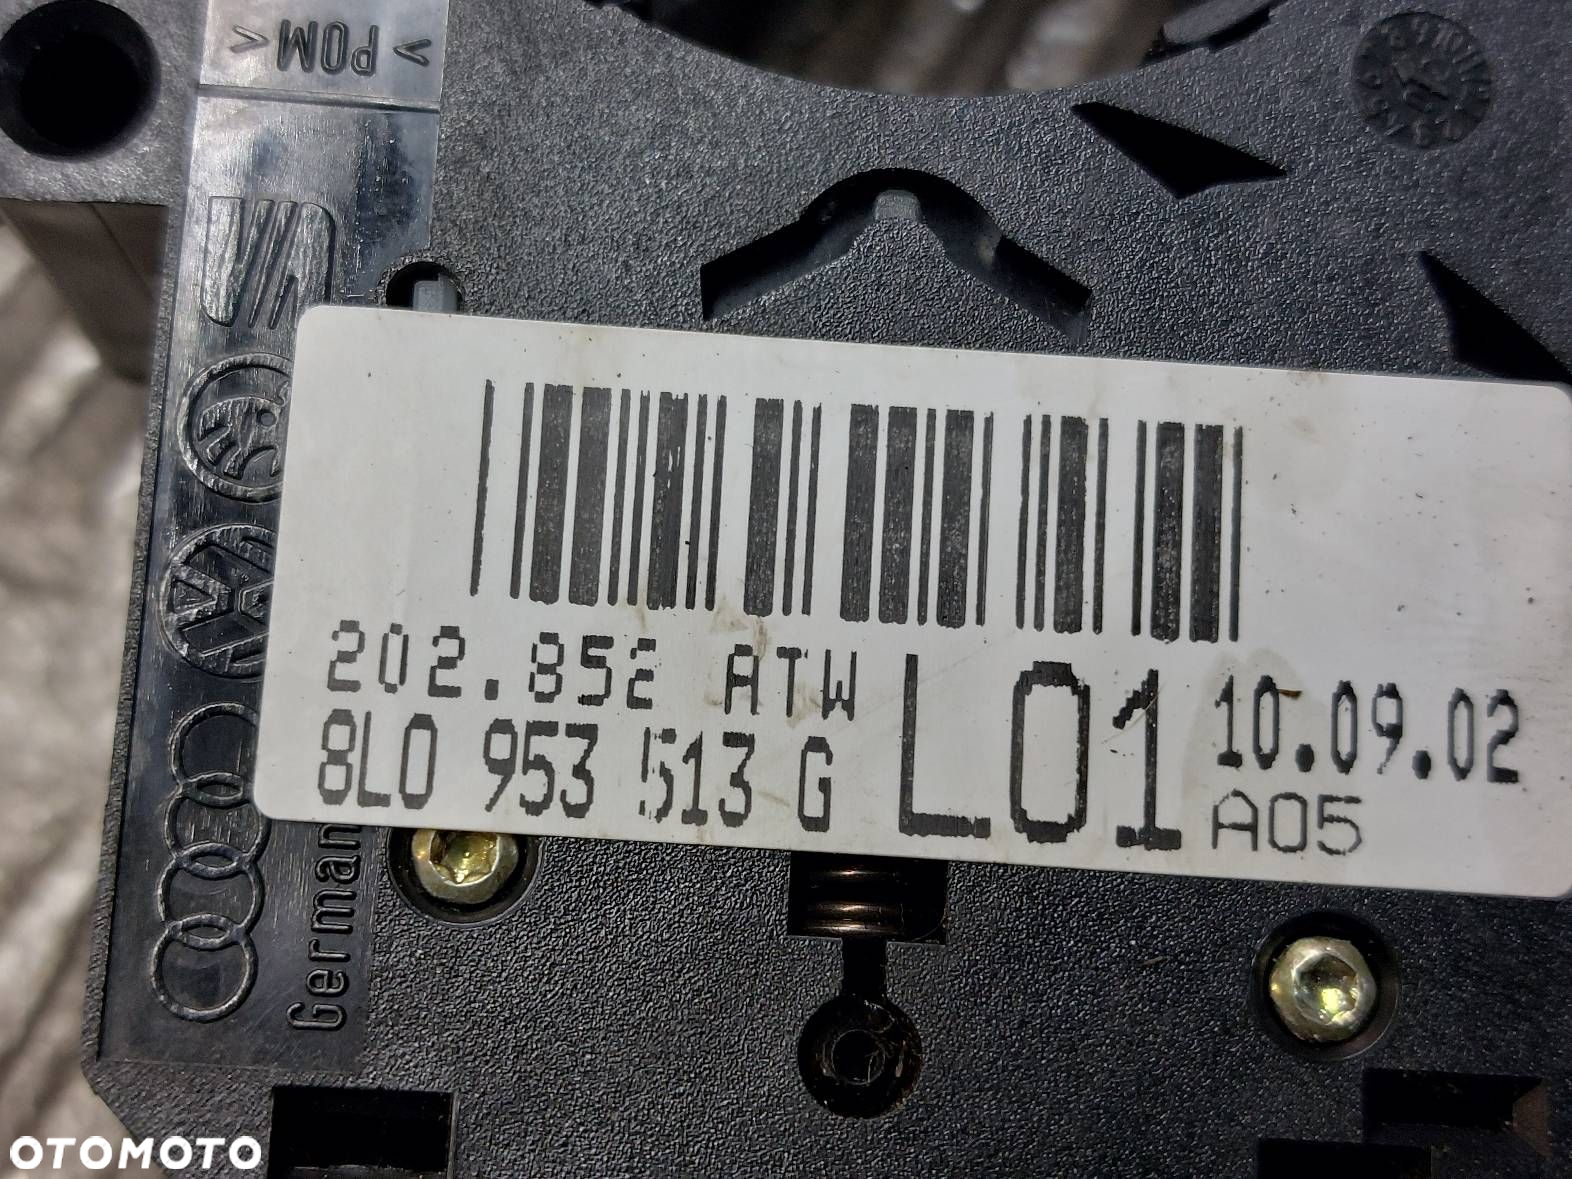 >POM<
202.852 ATW
8L0 953 513 G
L01
10.09.02
A05
German
OTOMOTO